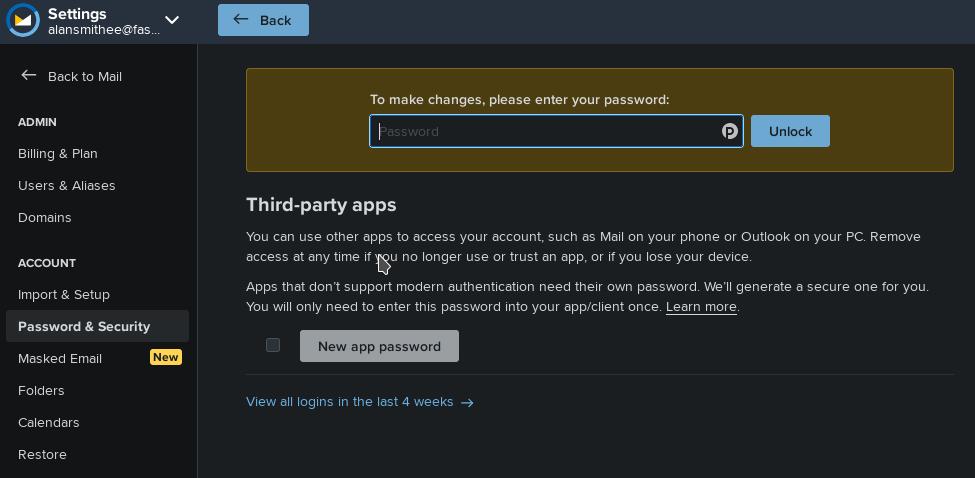 Settings
alansmithee@fas...
Back
Back to Mail
ADMIN
Billing & Plan
Users & Aliases
Domains
ACCOUNT
Import & Setup
Password & Security
Masked Email
New
Folders
Calendars
Restore
To make changes, please enter your password:
Password
Unlock
Third-party apps
You can use other apps to access your account, such as Mail on your phone or Outlook on your PC. Remove
access at any time if you no longer use or trust an app, or if you lose your device.
Apps that don’t support modern authentication need their own password. We’ll generate a secure one for you.
You will only need to enter this password into your app/client once. Learn more.
New app password
View all logins in the last 4 weeks